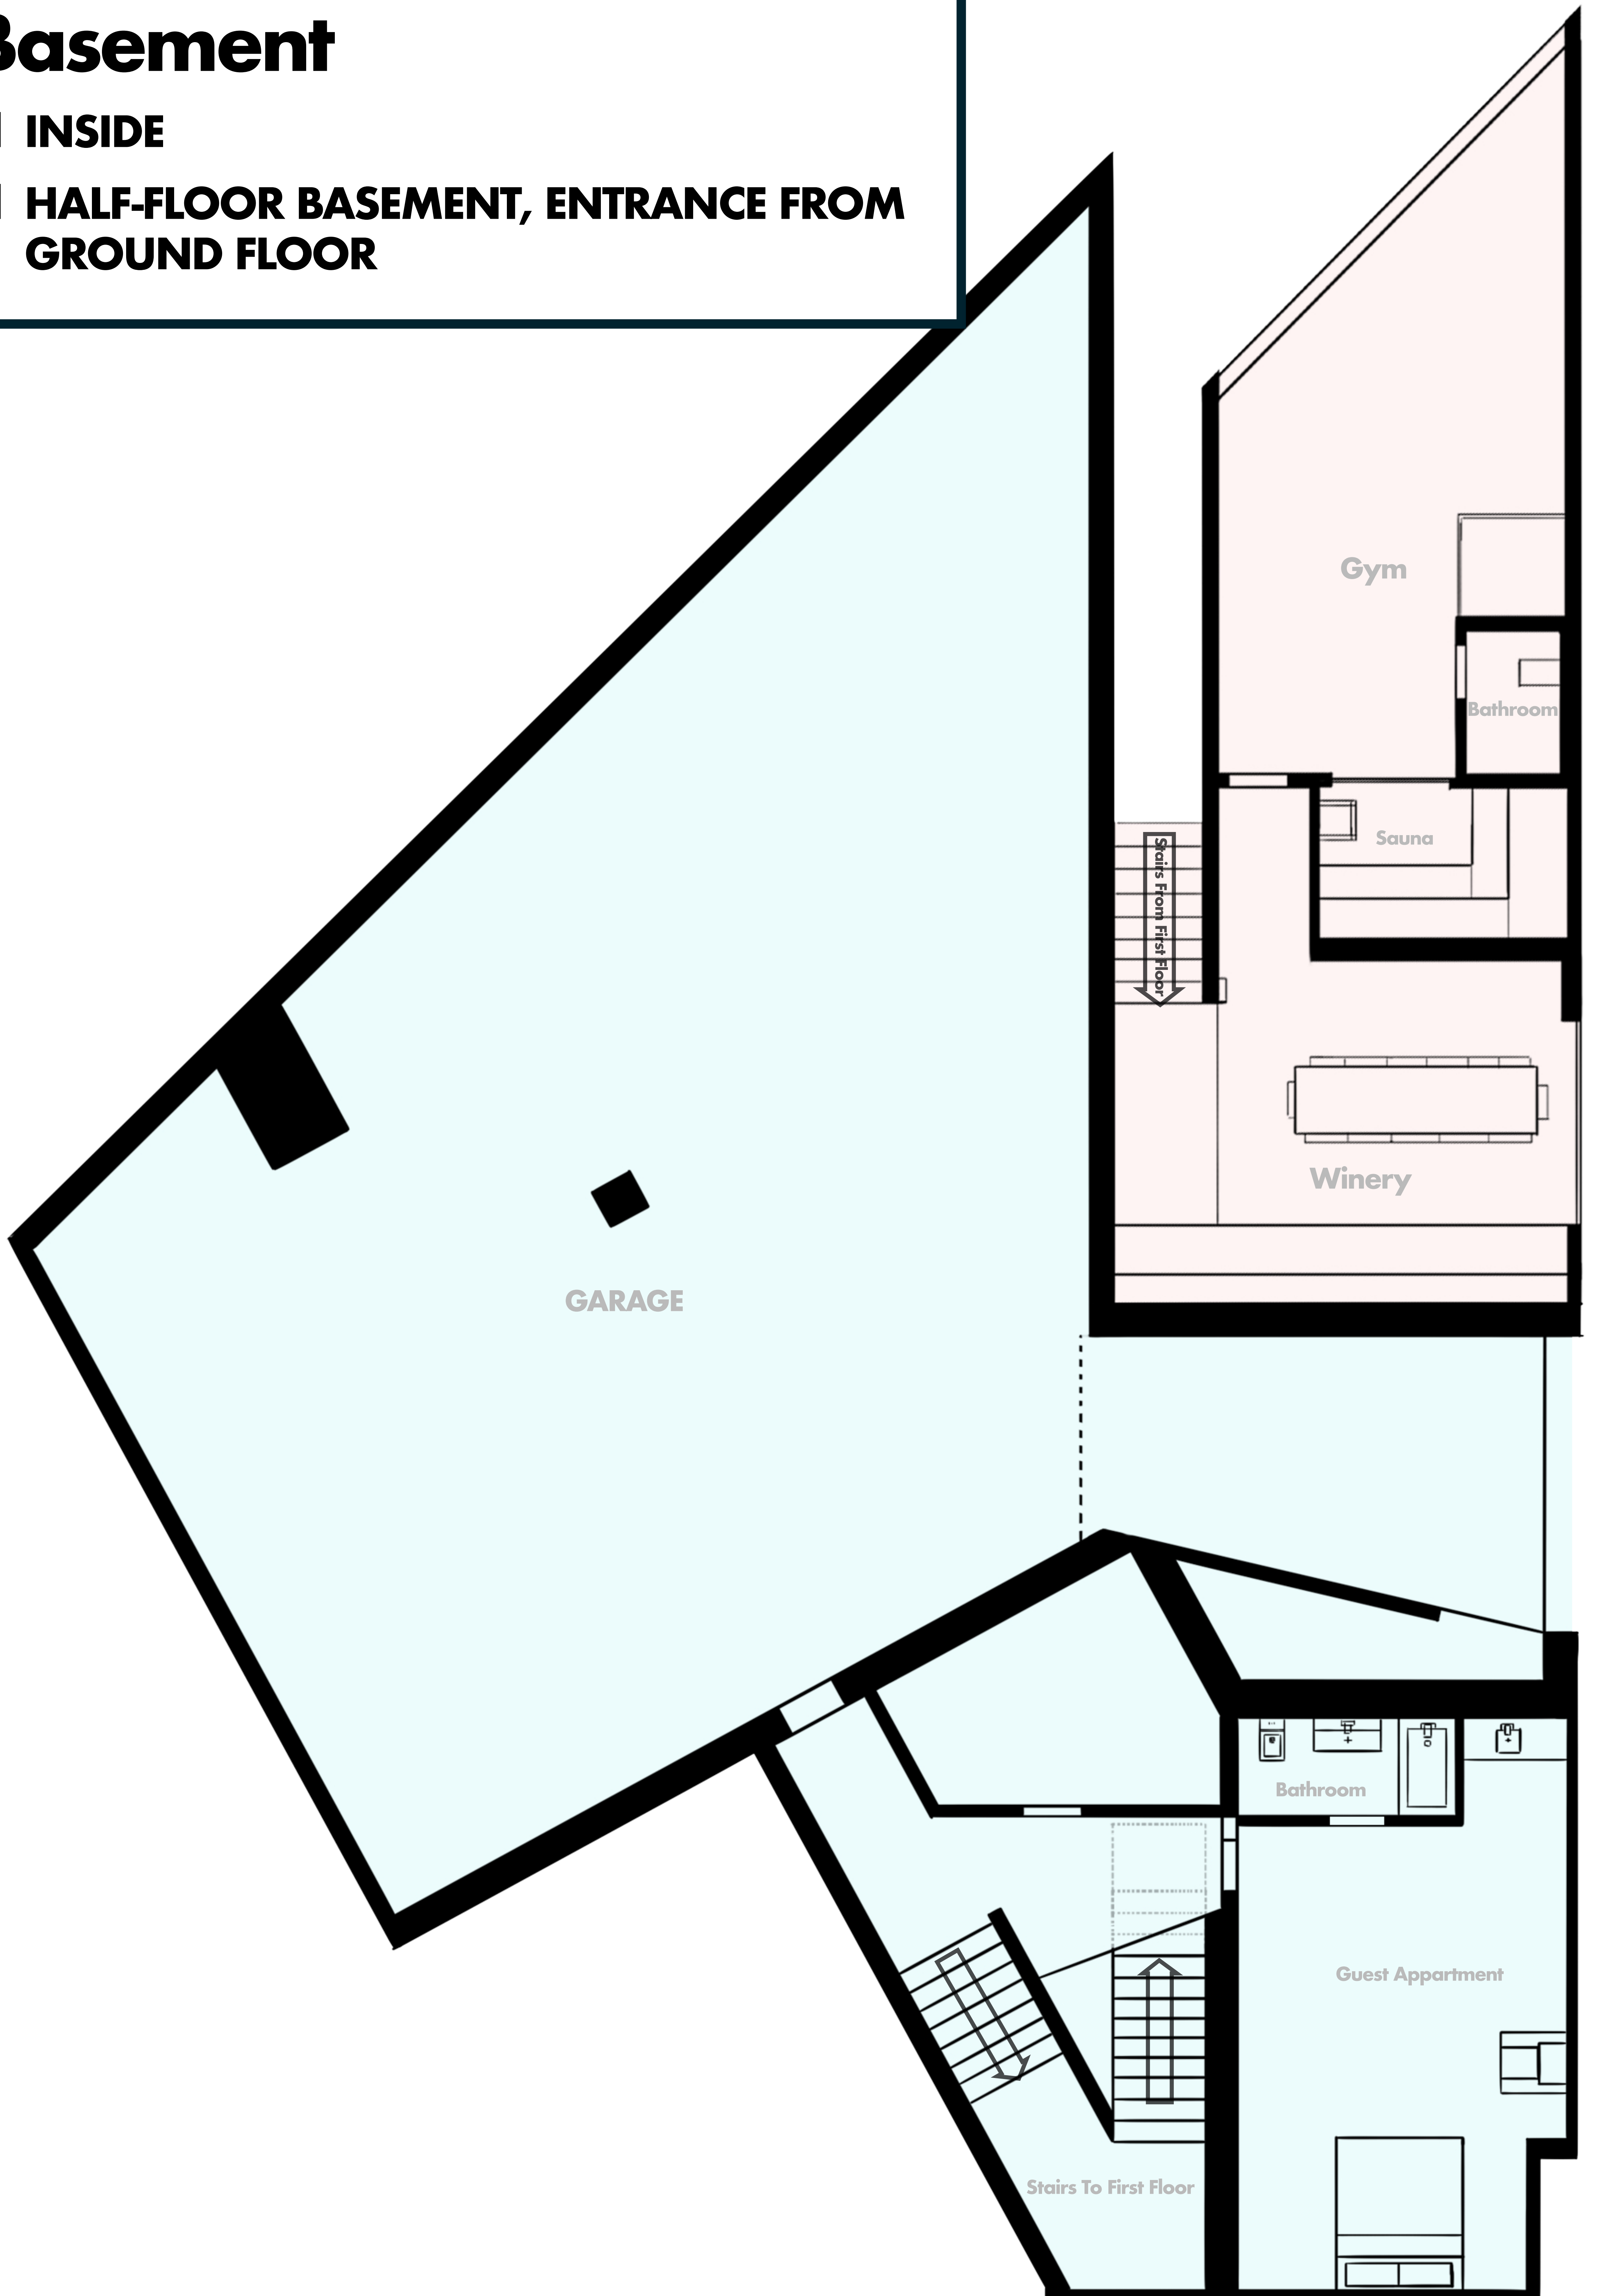 Basement
INSIDE
HALF-FLOOR BASEMENT, ENTRANCE FROM
GROUND FLOOR
Gym
Bathroom
Sauna
Stairs From First Floor
Winery
GARAGE
Bathroom
Guest Appartment
Stairs To First Floor